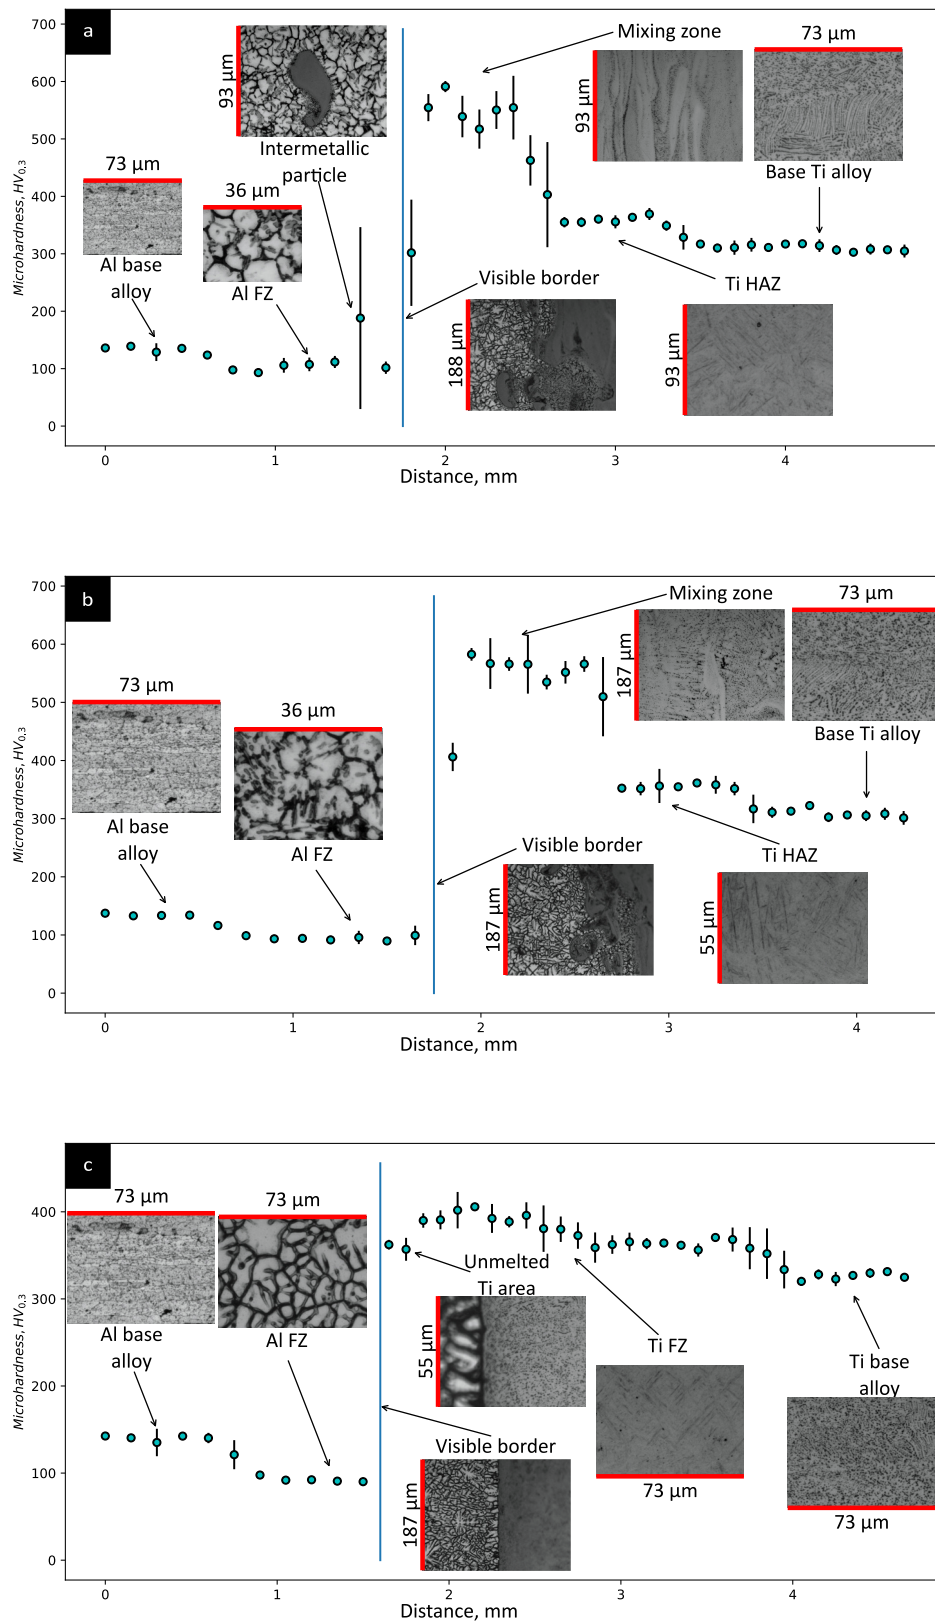 a
700
600
500
400
300
200
100
0
Microhardness, HV0,3
93 µm
Intermetallic
particle
73 µm
Al base
alloy
36 µm
Al FZ
Mixing zone
93 µm
73 µm
Base Ti alloy
Visible border
188 µm
Ti HAZ
93 µm
0
1
2
3
4
Distance, mm
b
700
600
500
400
300
200
100
0
Microhardness, HV0,3
73 µm
Al base
alloy
36 µm
Al FZ
Mixing zone
187 µm
73 µm
Base Ti alloy
Visible border
187 µm
Ti HAZ
55 µm
0
1
2
3
4
Distance, mm
c
400
300
200
100
0
Microhardness, HV0,3
73 µm
Al base
alloy
73 µm
Al FZ
Unmelted
Ti area
55 µm
Visible border
187 µm
Ti FZ
73 µm
Ti base
alloy
73 µm
0
1
2
3
4
Distance, mm